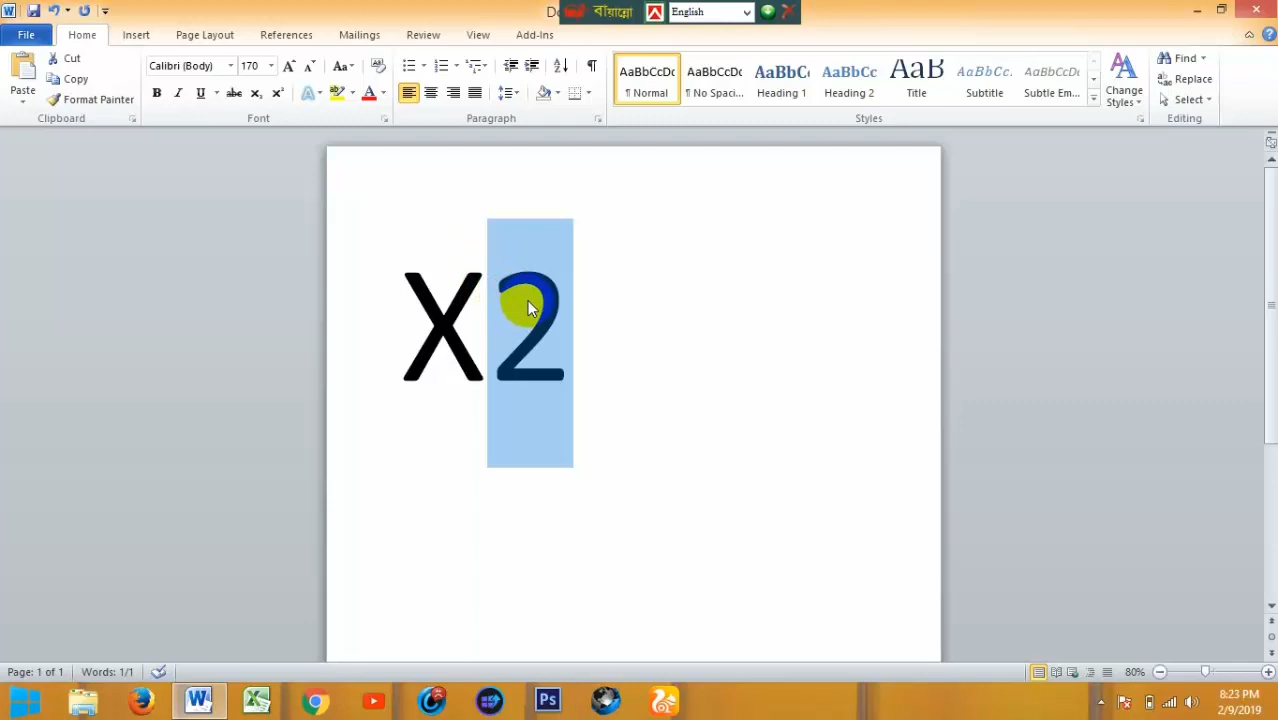 De বায়ান্নো English
File Home Insert Page Layout References Mailings Review View Add-Ins
Cut
Copy
Format Painter
Paste
Calibri (Body) 170
AaBbCcDc AaBbCcDc AaBbC AaBbCc AaB AaBbCc. AaBbCcDc
¶ Normal ¶ No Spaci... Heading 1 Heading 2 Title Subtitle Subtle Em...
Change
Styles
Find
Replace
Select
Clipboard Font Paragraph Styles Editing
X2
Page: 1 of 1 Words: 1/1 80%
8:23 PM
2/9/2019